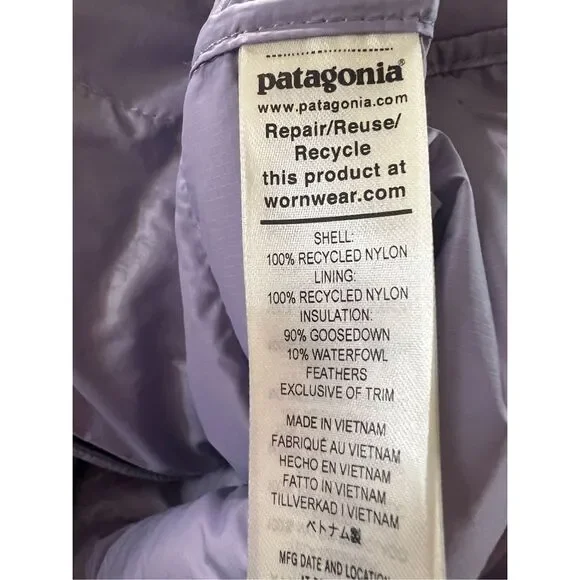 patagonia®
www.patagonia.com
Repair/Reuse/
Recycle
this product at
wornwear.com
SHELL:
100% RECYCLED NYLON
LINING:
100% RECYCLED NYLON
INSULATION:
90% GOOSEDOWN
10% WATERFOWL
FEATHERS
EXCLUSIVE OF TRIM
MADE IN VIETNAM
FABRIQUÉ AU VIETNAM
HECHO EN VIETNAM
FATTO IN VIETNAM
TILLVERKAD I VIETNAM
ベトナム製
MFG DATE AND LOCATION